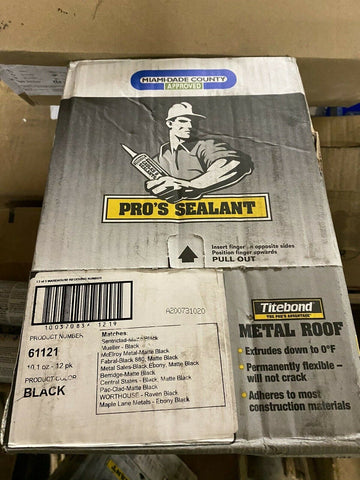 MIAMI-DADE COUNTY
APPROVED
PRO'S SEALANT
Insert finger on opposite sides
Position finger upwards
PULL OUT
PRODUCT NUMBER
61121
10.1 oz - 12 pk
PRODUCT COLOR
BLACK
Matches:
Mueller - Black
McElroy Metal-Matte Black
Fabral-Black 860, Matte Black
Metal Sales-Black Ebony, Matte Black
Berridge-Matte Black
Central States - Black, Matte Black
Pac-Clad-Matte Black
WORTHOUSE - Raven Black
Maple Lane Metals - Ebony Black
A200731020
Titebond
THE PRO'S ADVANTAGE
METAL ROOF
Extrudes down to 0°F
Permanently flexible –
will not crack
Adheres to most
construction materials